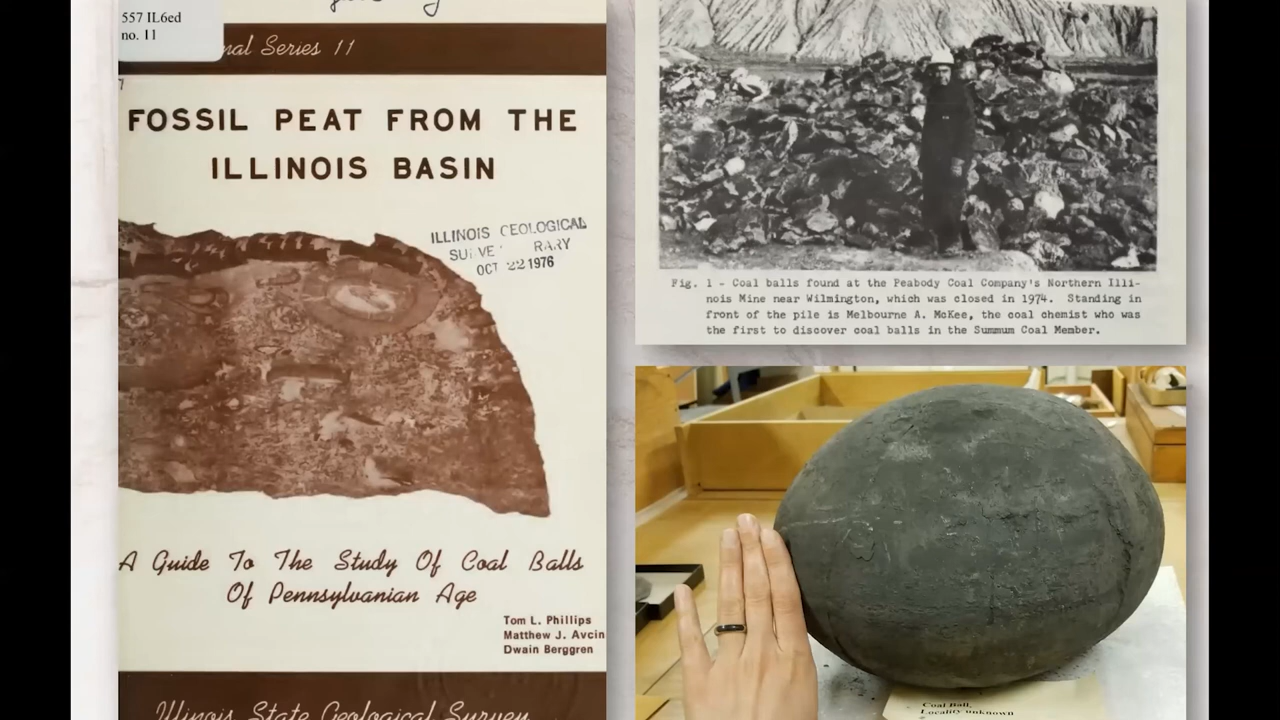 557 IL6ed
no. 11
nal Series 11
FOSSIL PEAT FROM THE
ILLINOIS BASIN
ILLINOIS GEOLOGICAL
SURVE RARY
OCT 22 1976
A Guide To The Study Of Coal Balls
Of Pennsylvanian Age
Tom L. Phillips
Matthew J. Avcin
Dwain Berggren
Illinois State Geological Survey
Fig. 1 - Coal balls found at the Peabody Coal Company's Northern Illi-
nois Mine near Wilmington, which was closed in 1974. Standing in
front of the pile is Melbourne A. McKee, the coal chemist who was
the first to discover coal balls in the Summum Coal Member.
Coal Ball,
Locality unknown